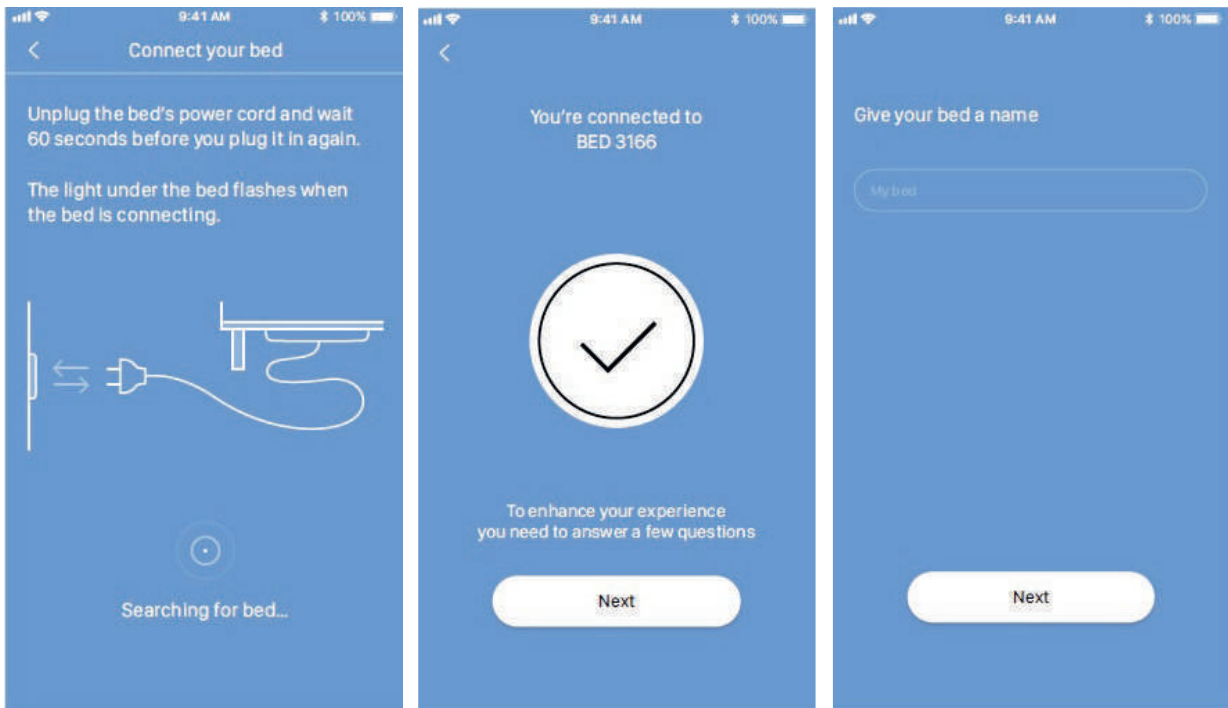 9:41 AM
100%
Connect your bed
Unplug the bed's power cord and wait
60 seconds before you plug it in again.
The light under the bed flashes when
the bed is connecting.
Searching for bed...
9:41 AM
100%
You're connected to
BED 3166
To enhance your experience
you need to answer a few questions
Next
9:41 AM
100%
Give your bed a name
My bed
Next